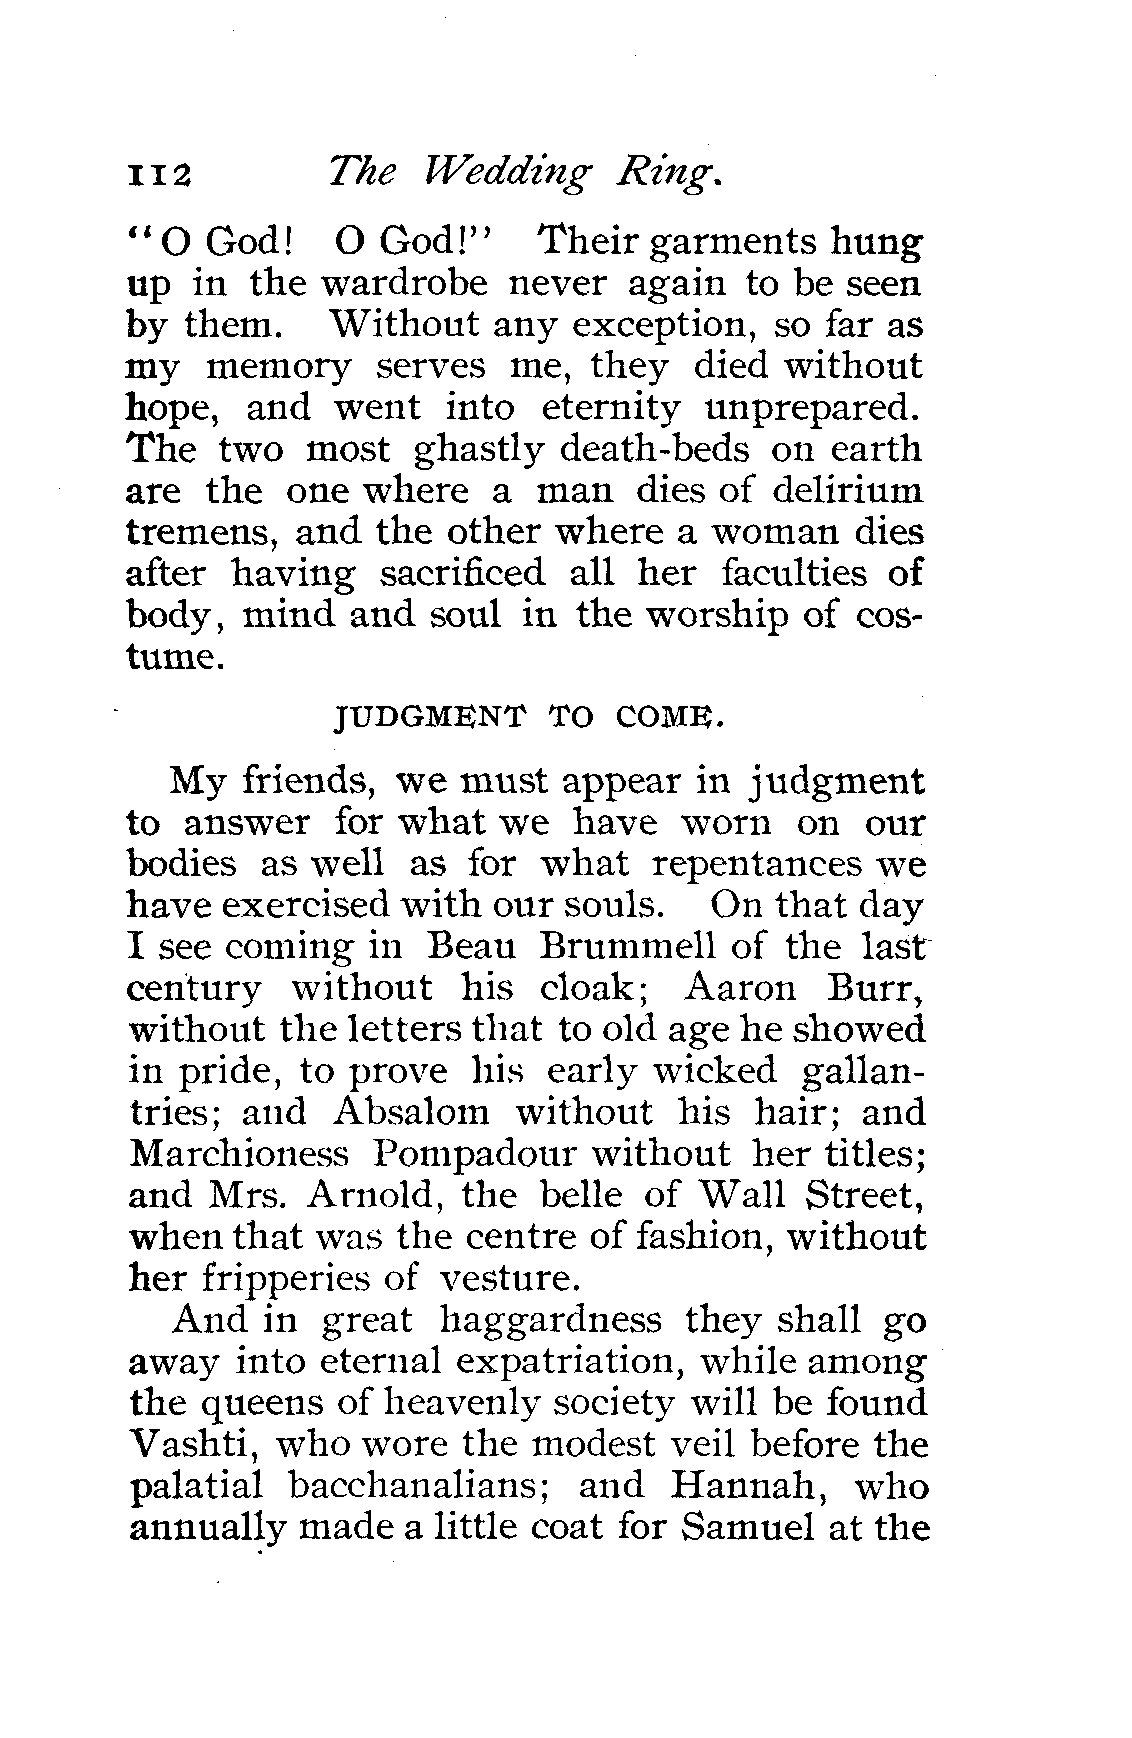 112 The Wedding Ring.
"O God! O God!" Their garments hung
up in the wardrobe never again to be seen
by them. Without any exception, so far as
my memory serves me, they died without
hope, and went into eternity unprepared.
The two most ghastly death-beds on earth
are the one where a man dies of delirium
tremens, and the other where a woman dies
after having sacrificed all her faculties of
body, mind and soul in the worship of cos-
tume.
JUDGMENT TO COME.
My friends, we must appear in judgment
to answer for what we have worn on our
bodies as well as for what repentances we
have exercised with our souls. On that day
I see coming in Beau Brummell of the last
century without his cloak; Aaron Burr,
without the letters that to old age he showed
in pride, to prove his early wicked gallan-
tries; and Absalom without his hair; and
Marchioness Pompadour without her titles;
and Mrs. Arnold, the belle of Wall Street,
when that was the centre of fashion, without
her fripperies of vesture.
And in great haggardness they shall go
away into eternal expatriation, while among
the queens of heavenly society will be found
Vashti, who wore the modest veil before the
palatial bacchanalians; and Hannah, who
annually made a little coat for Samuel at the